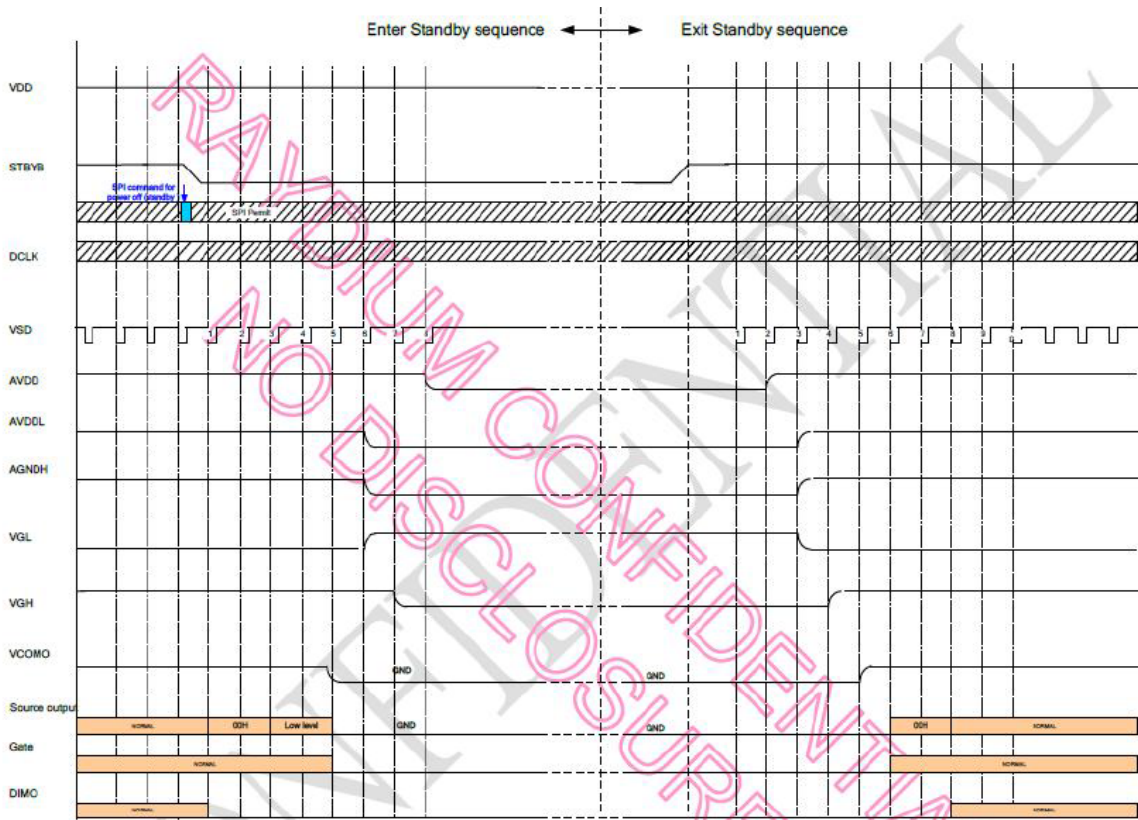 Enter Standby sequence
Exit Standby sequence
VDD
STBYB
SPI command for
power off /standby
SPI Permit
DCLK
VSD
1 2 3 4 5 6 7 8
1 2 3 4 5 6 7 8 9
AVDD
AVDDL
AGNDH
VGL
VGH
VCOMO
GND
GND
Source output
NORMAL
00H
Low level
GND
GND
00H
NORMAL
Gate
NORMAL
NORMAL
DIMO
NORMAL
NORMAL
RAYDIUM CONFIDENTIAL
NO DISCLOSURE
CONFIDENTIAL